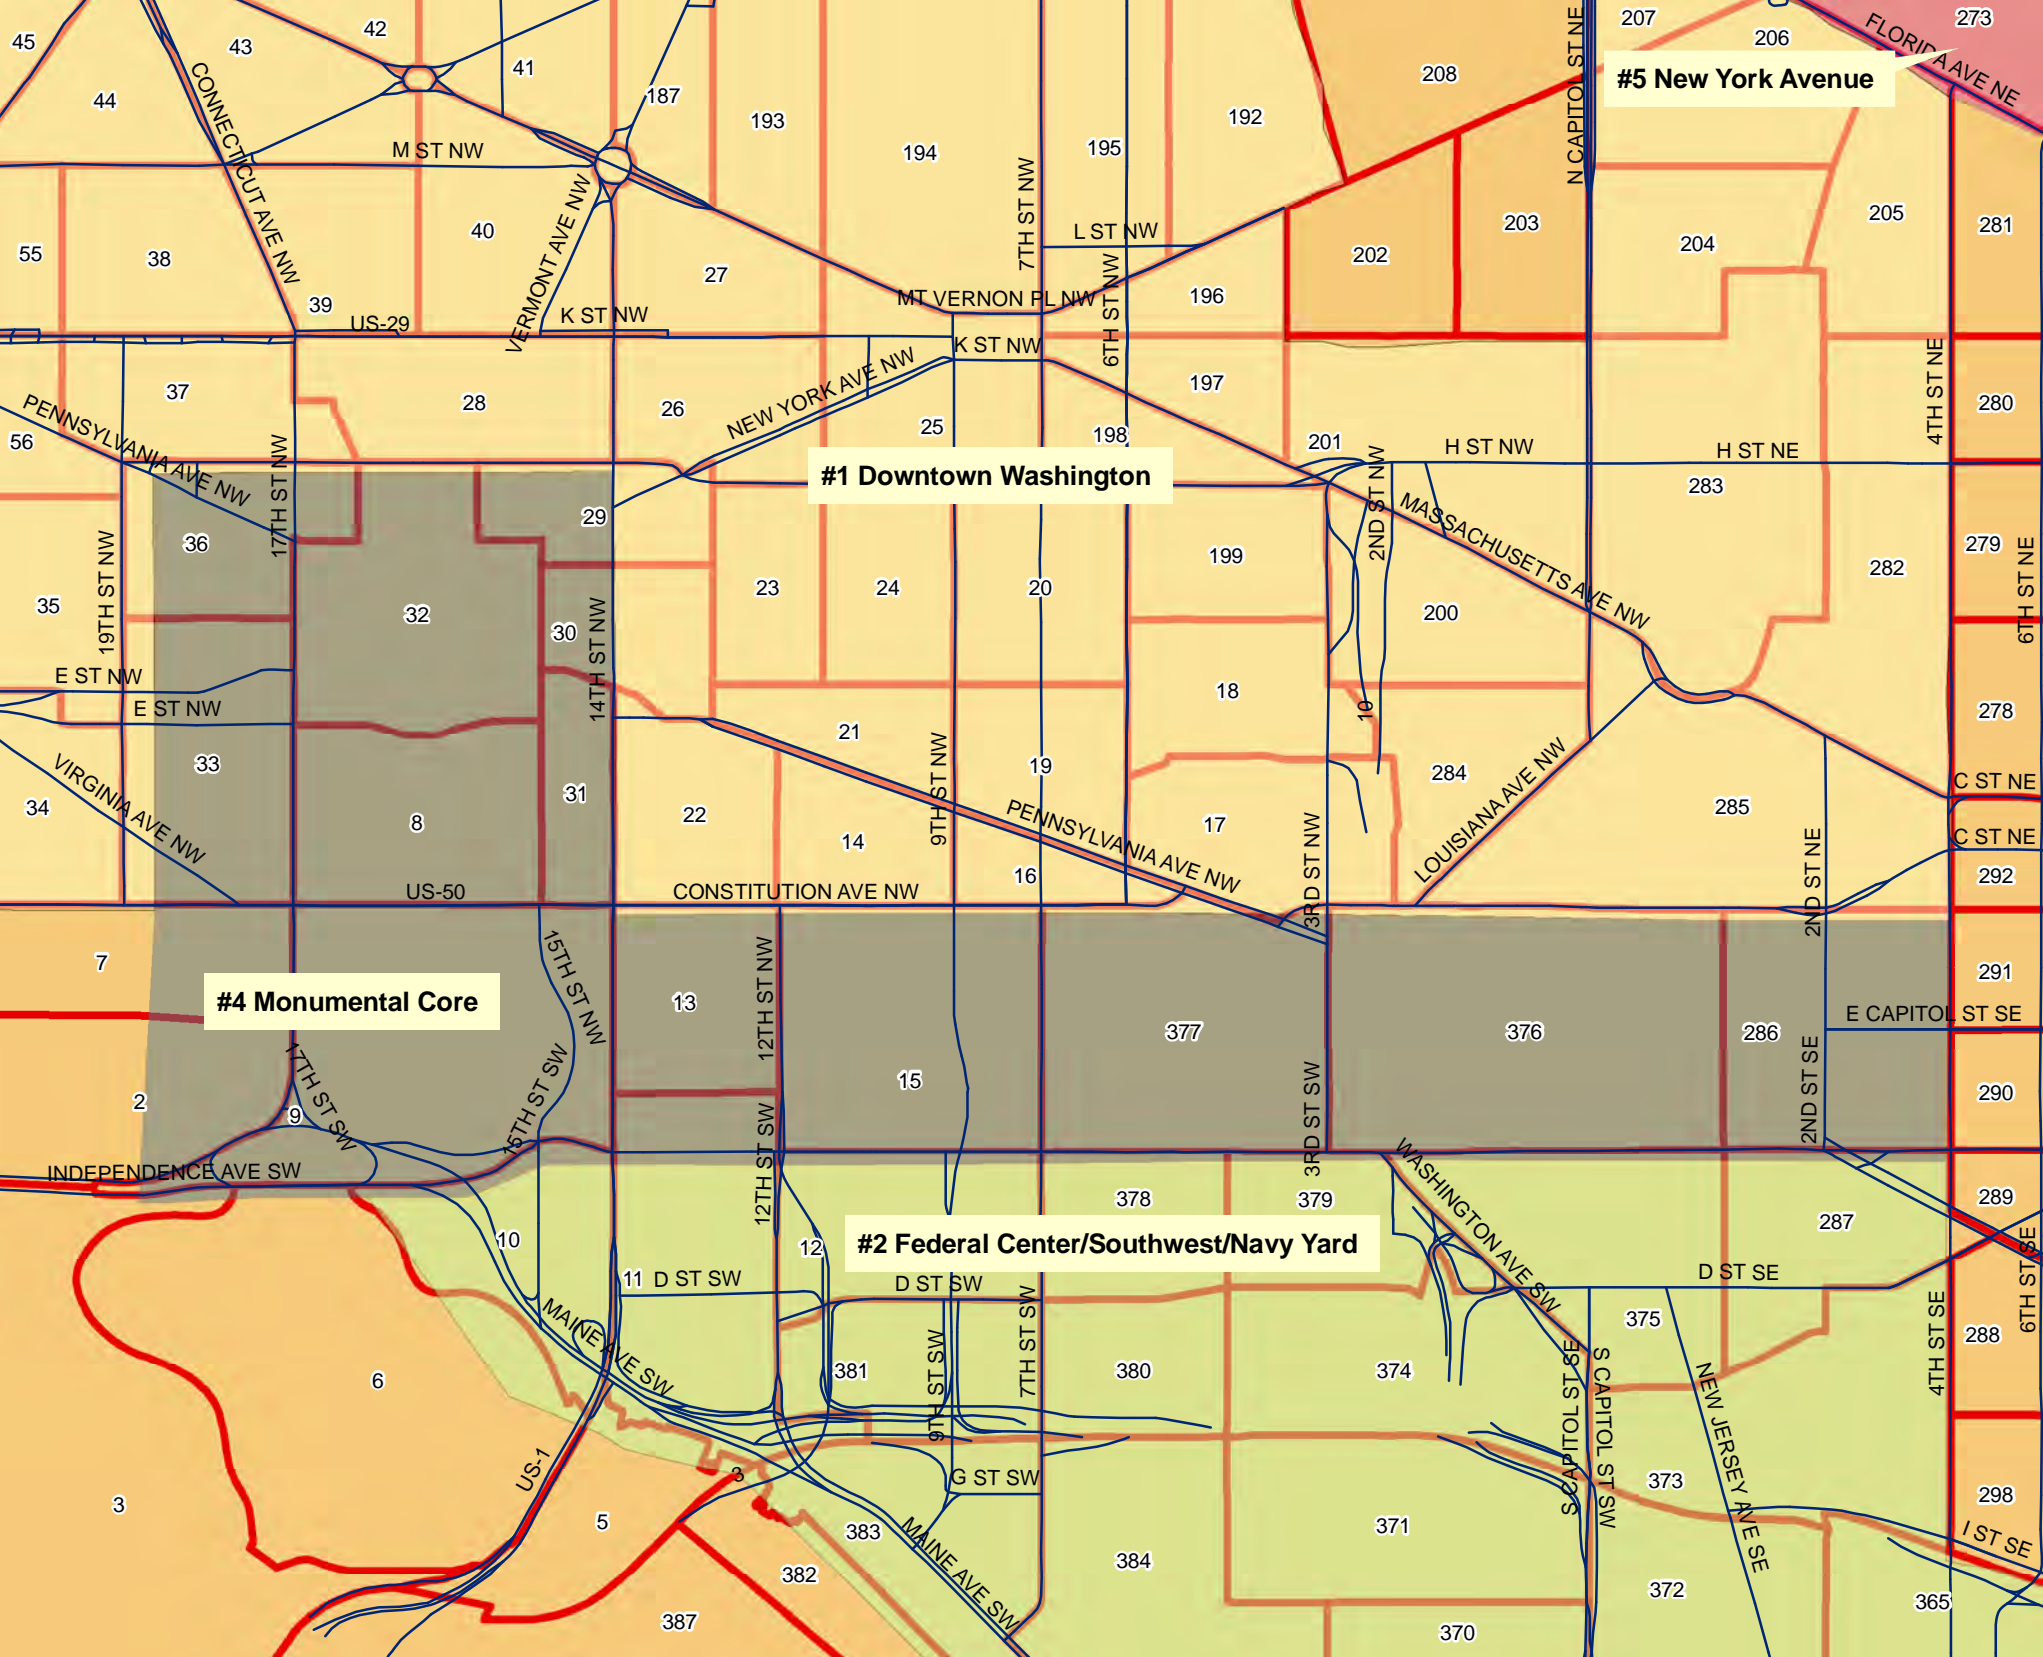 45
43
42
41
44
187
193
194
195
192
208
207
206
273
FLORIDA AVE NE
#5 New York Avenue
CONNECTICUT AVE NW
M ST NW
VERMONT AVE NW
7TH ST NW
N CAPITOL ST NE
55
38
39
40
27
L ST NW
6TH ST NW
196
202
203
204
205
281
US-29
K ST NW
MT VERNON PL NW
K ST NW
37
28
26
NEW YORK AVE NW
25
198
197
201
4TH ST NE
280
PENNSYLVANIA AVE NW
56
17TH ST NW
#1 Downtown Washington
2ND ST NW
H ST NW
H ST NE
283
MASSACHUSETTS AVE NW
36
29
19TH ST NW
35
32
30
14TH ST NW
23
24
20
199
200
282
279
6TH ST NE
E ST NW
E ST NW
18
10
278
33
VIRGINIA AVE NW
34
8
31
22
21
14
9TH ST NW
19
PENNSYLVANIA AVE NW
16
17
3RD ST NW
284
LOUISIANA AVE NW
285
2ND ST NE
C ST NE
C ST NE
292
US-50
CONSTITUTION AVE NW
7
#4 Monumental Core
15TH ST NW
13
12TH ST NW
15
377
376
286
291
E CAPITOL ST SE
2
9
17TH ST SW
15TH ST SW
12TH ST SW
3RD ST SW
2ND ST SE
290
INDEPENDENCE AVE SW
378
379
WASHINGTON AVE SW
287
289
10
12
#2 Federal Center/Southwest/Navy Yard
11
D ST SW
D ST SW
D ST SE
6TH ST SE
MAINE AVE SW
9TH ST SW
7TH ST SW
375
4TH ST SE
288
6
381
380
374
S CAPITOL ST SE
S CAPITOL ST SW
NEW JERSEY AVE SE
3
US-1
5
3
G ST SW
373
298
383
MAINE AVE SW
384
371
I ST SE
382
387
372
365
370